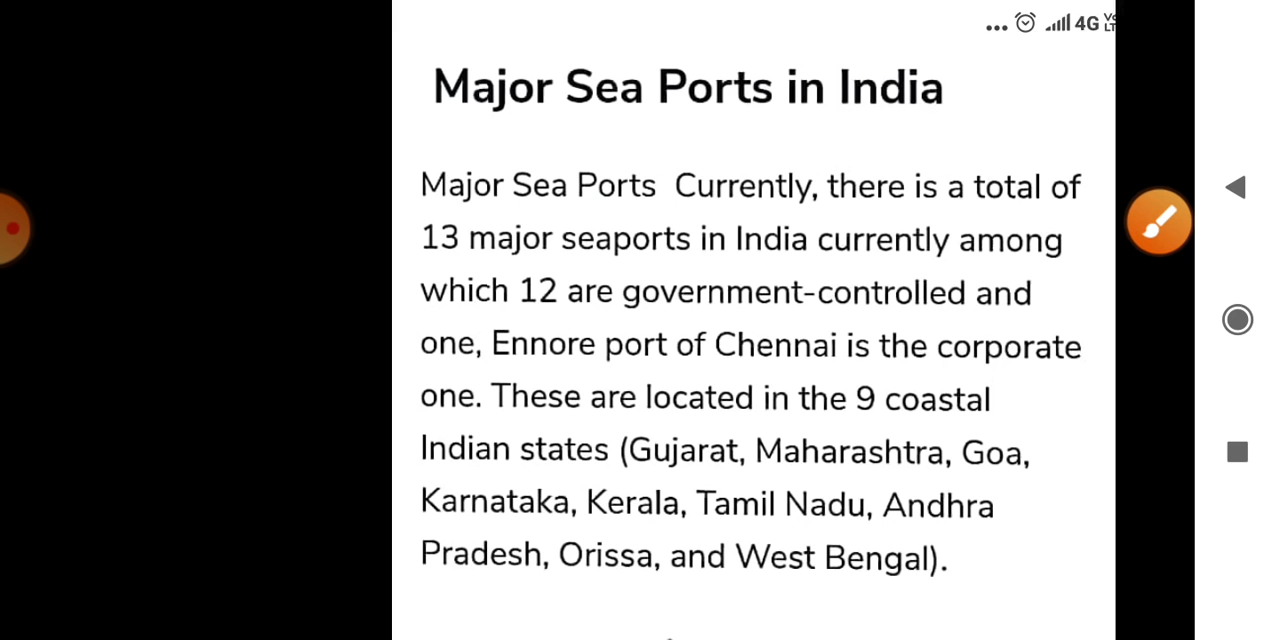 4G
Major Sea Ports in India
Major Sea Ports Currently, there is a total of
13 major seaports in India currently among
which 12 are government-controlled and
one, Ennore port of Chennai is the corporate
one. These are located in the 9 coastal
Indian states (Gujarat, Maharashtra, Goa,
Karnataka, Kerala, Tamil Nadu, Andhra
Pradesh, Orissa, and West Bengal).